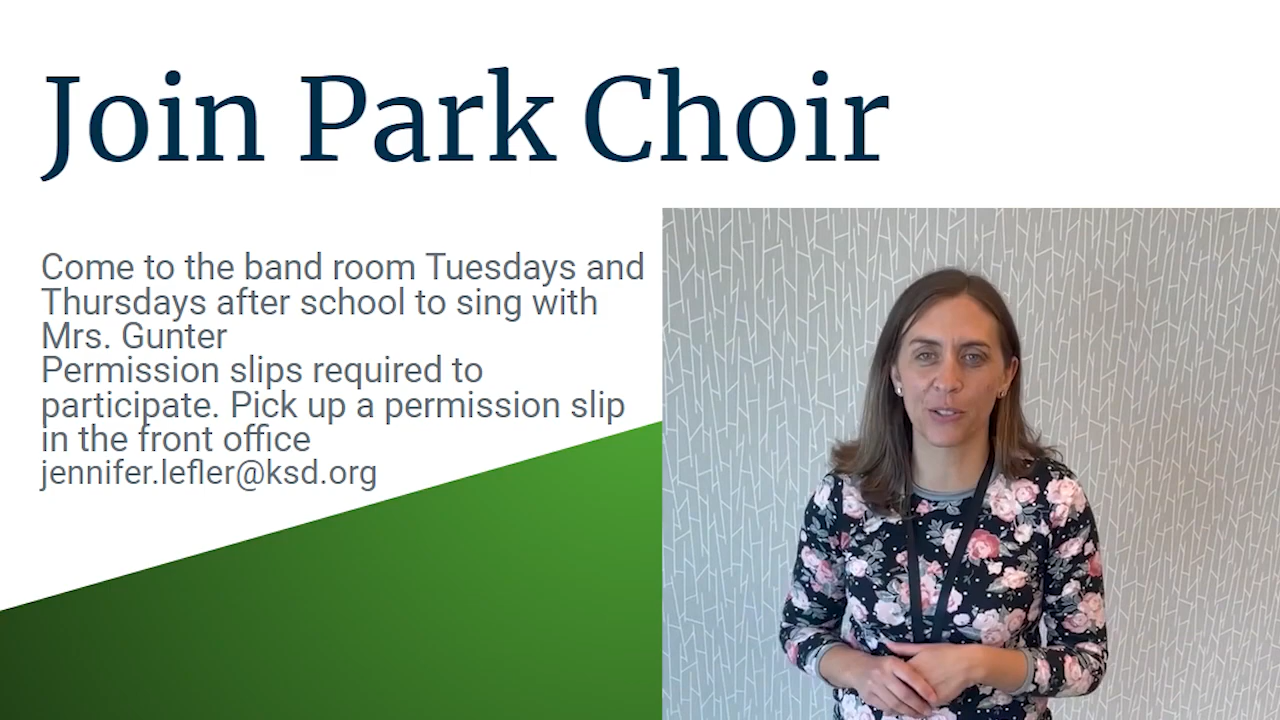 Join Park Choir
Come to the band room Tuesdays and
Thursdays after school to sing with
Mrs. Gunter
Permission slips required to
participate. Pick up a permission slip
in the front office
jennifer.lefler@ksd.org